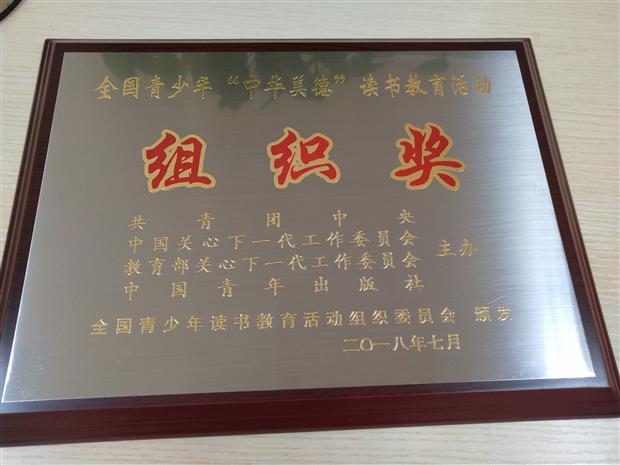 全国青少年“中华美德”读书教育活动
组织奖
共青团中央
中国关心下一代工作委员会
教育部关心下一代工作委员会
中国青年出版社
主办
全国青少年读书教育活动组织委员会 颁发
二〇一八年七月